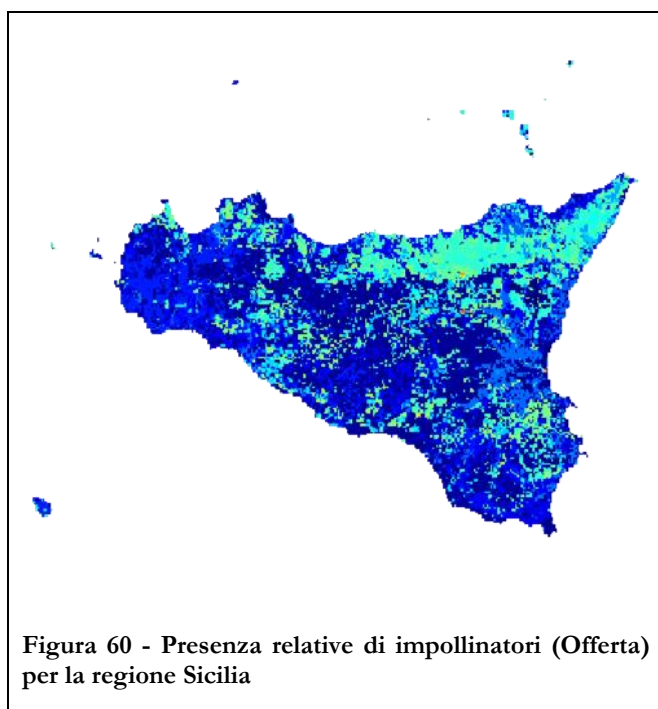 Figura 60 - Presenza relative di impollinatori (Offerta)
per la regione Sicilia